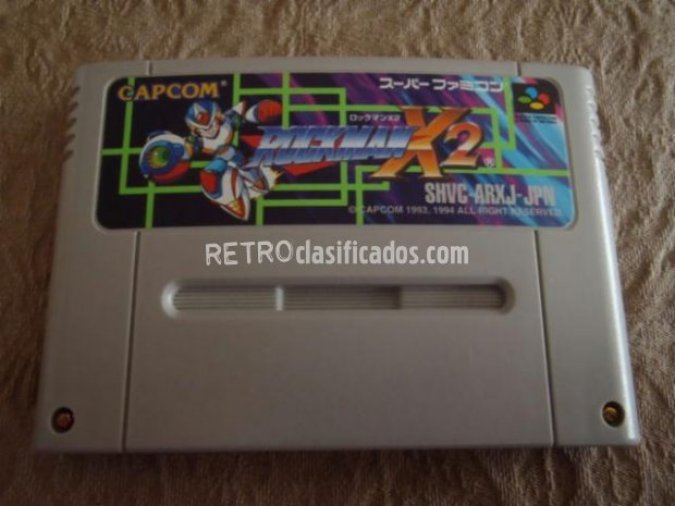 CAPCOM
スーパーファミコン
ロックマンX2
ROCKMAN X2
SHVC-ARXJ-JPN
© CAPCOM 1993, 1994 ALL RIGHT RESERVED
RETROclasificados.com